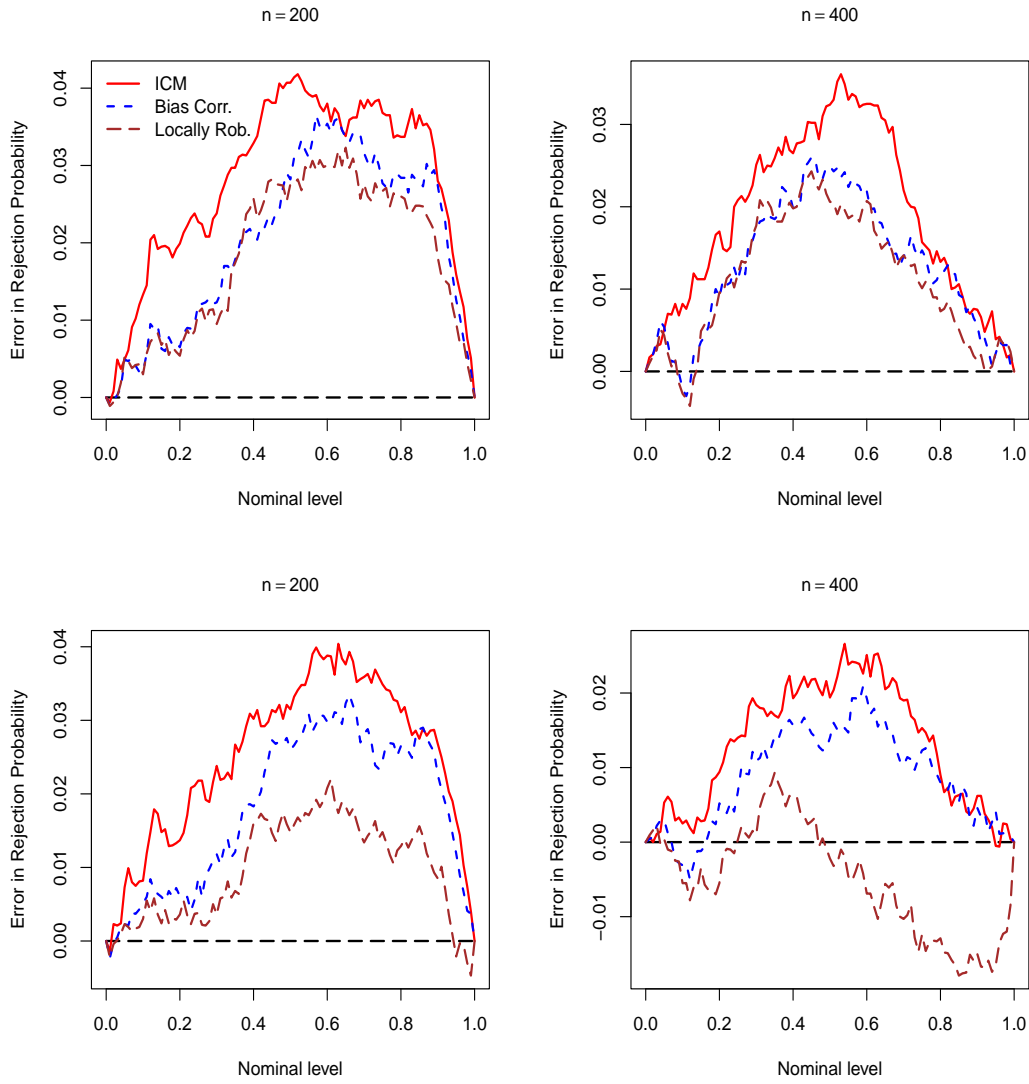 n = 200
0.00 0.01 0.02 0.03 0.04
Error in Rejection Probability
ICM
Bias Corr.
Locally Rob.
0.0 0.2 0.4 0.6 0.8 1.0
Nominal level
n = 400
0.00 0.01 0.02 0.03
Error in Rejection Probability
0.0 0.2 0.4 0.6 0.8 1.0
Nominal level
n = 200
0.00 0.01 0.02 0.03 0.04
Error in Rejection Probability
0.0 0.2 0.4 0.6 0.8 1.0
Nominal level
n = 400
−0.01 0.00 0.01 0.02
Error in Rejection Probability
0.0 0.2 0.4 0.6 0.8 1.0
Nominal level